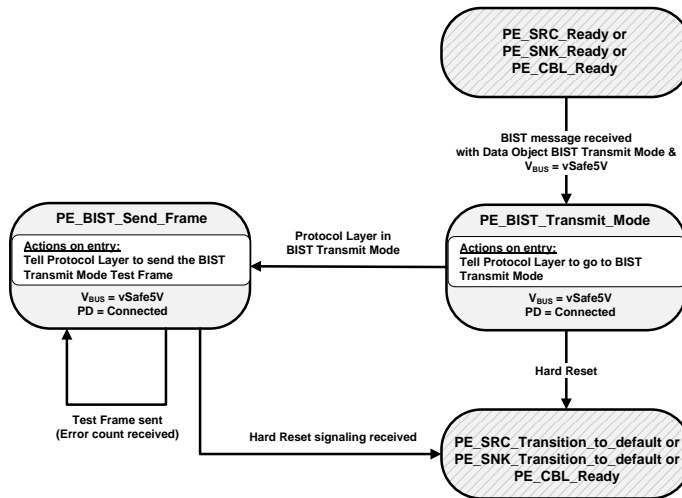 PE_SRC_Ready or
PE_SNK_Ready or
PE_CBL_Ready
BIST message received
with Data Object BIST Transmit Mode &
VBUS = vSafe5V
PE_BIST_Send_Frame
Actions on entry:
Tell Protocol Layer to send the BIST
Transmit Mode Test Frame
VBUS = vSafe5V
PD = Connected
Protocol Layer in
BIST Transmit Mode
PE_BIST_Transmit_Mode
Actions on entry:
Tell Protocol Layer to go to BIST
Transmit Mode
VBUS = vSafe5V
PD = Connected
Hard Reset
Test Frame sent
(Error count received)
Hard Reset signaling received
PE_SRC_Transition_to_default or
PE_SNK_Transition_to_default or
PE_CBL_Ready